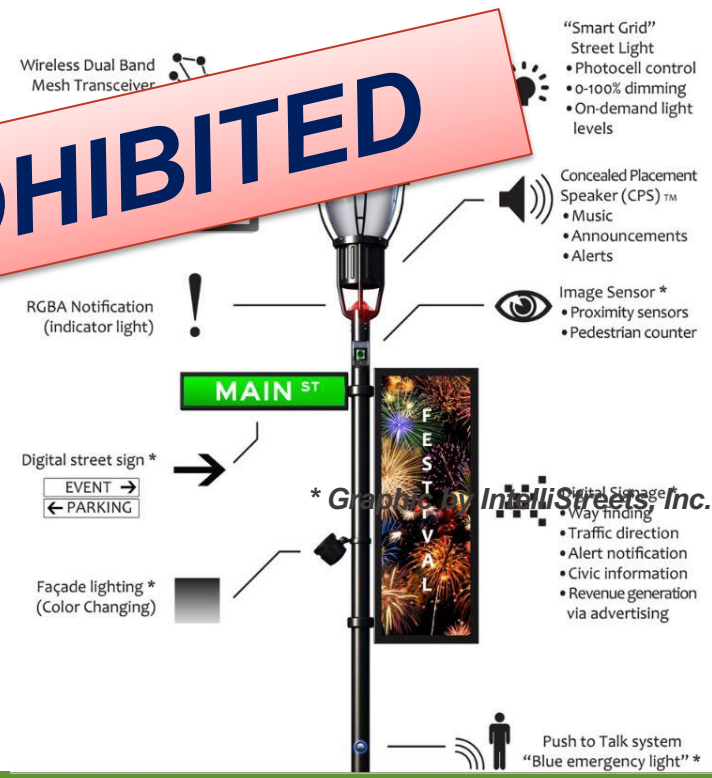 Wireless Dual Band
Mesh Transceiver
HIBITED
"Smart Grid"
Street Light
• Photocell control
• 0-100% dimming
• On-demand light
levels
Concealed Placement
Speaker (CPS) TM
• Music
• Announcements
• Alerts
RGBA Notification
(indicator light)
Image Sensor *
• Proximity sensors
• Pedestrian counter
MAIN ST
FESTIVAL
Digital street sign *
EVENT →
← PARKING
* Graphic by IntelliStreets, Inc.
Digital Signage *
• Way finding
• Traffic direction
• Alert notification
• Civic information
• Revenue generation
via advertising
Façade lighting *
(Color Changing)
Push to Talk system
"Blue emergency light" *